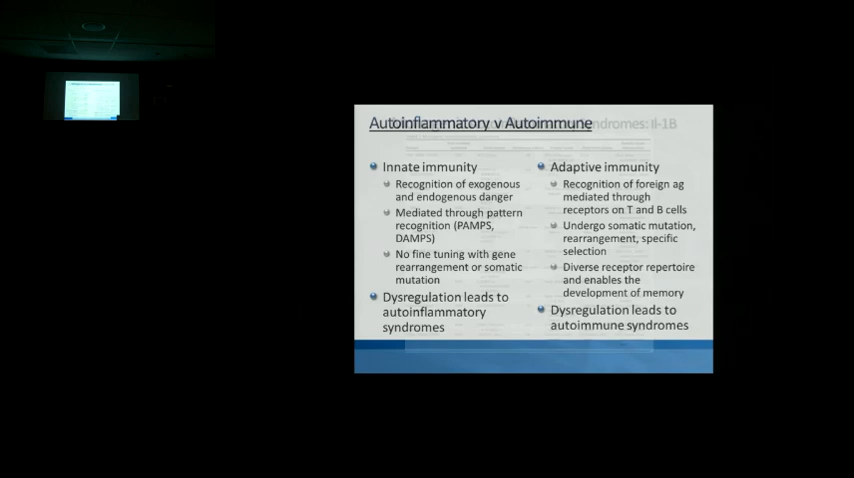 Autoinflammatory v Autoimmune
ndromes: Il-1B
Innate immunity
Recognition of exogenous
and endogenous danger
Mediated through pattern
recognition (PAMPS,
DAMPS)
No fine tuning with gene
rearrangement or somatic
mutation
Dysregulation leads to
autoinflammatory
syndromes
Adaptive immunity
Recognition of foreign ag
mediated through
receptors on T and B cells
Undergo somatic mutation,
rearrangement, specific
selection
Diverse receptor repertoire
and enables the
development of memory
Dysregulation leads to
autoimmune syndromes